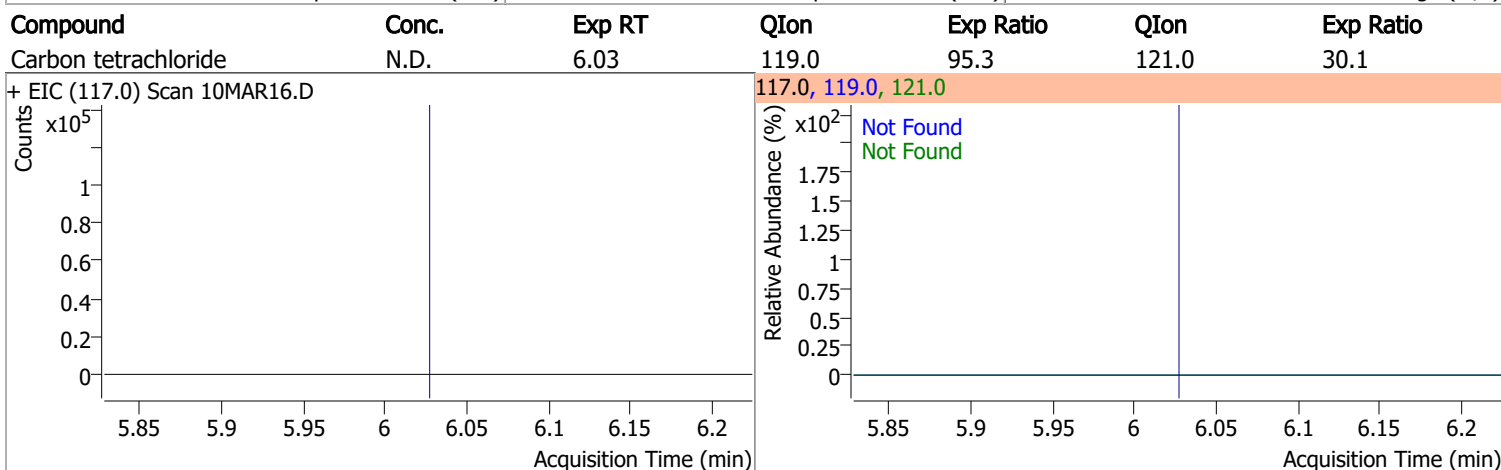 Compound Conc. Exp RT QIon Exp Ratio QIon Exp Ratio
Carbon tetrachloride N.D. 6.03 119.0 95.3 121.0 30.1
+ EIC (117.0) Scan 10MAR16.D
Counts
x10^5
1
0.8
0.6
0.4
0.2
0
5.85 5.9 5.95 6 6.05 6.1 6.15 6.2
Acquisition Time (min)
117.0, 119.0, 121.0
Relative Abundance (%)
x10^2
Not Found
Not Found
1.75
1.5
1.25
1
0.75
0.5
0.25
0
5.85 5.9 5.95 6 6.05 6.1 6.15 6.2
Acquisition Time (min)